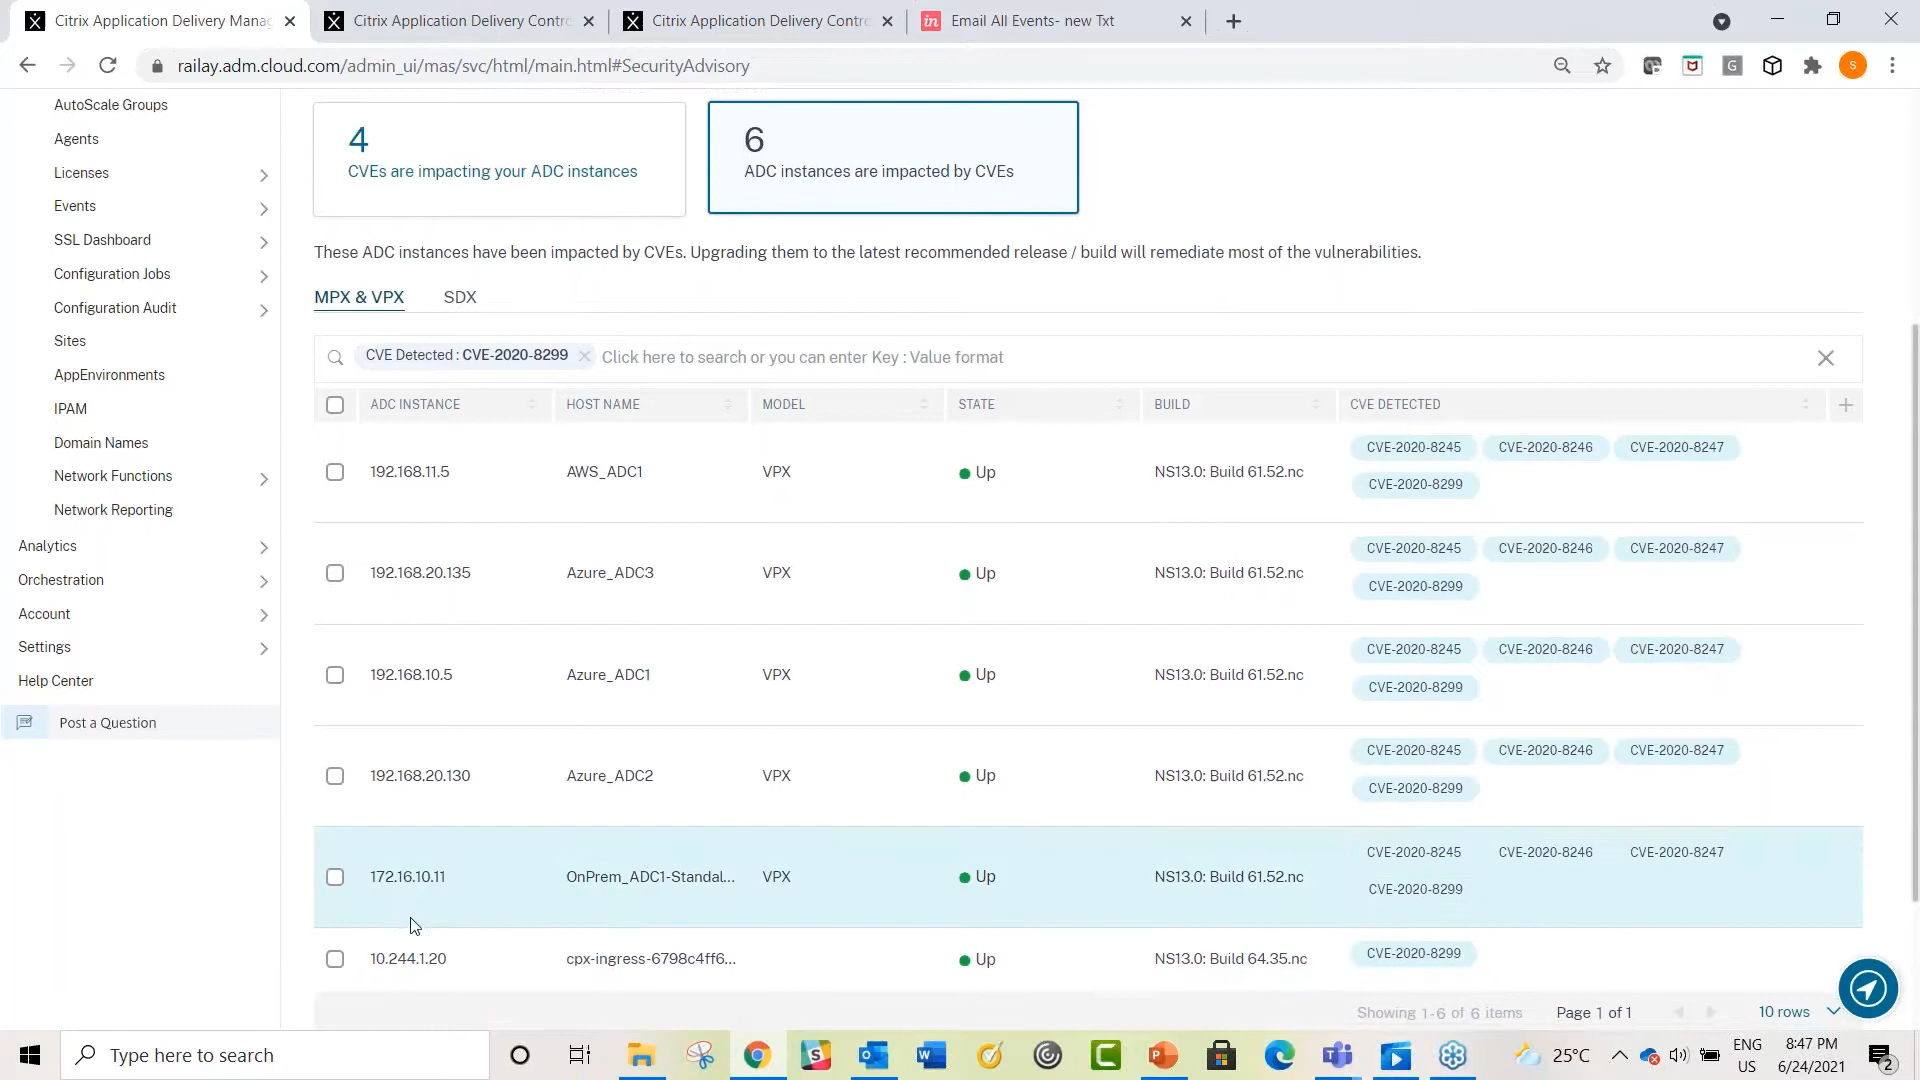 Citrix Application Delivery Manag
Citrix Application Delivery Contro
Citrix Application Delivery Contro
in Email All Events- new Txt
railay.adm.cloud.com/admin_ui/mas/svc/html/main.html#SecurityAdvisory
G
S
AutoScale Groups
Agents
Licenses
Events
SSL Dashboard
Configuration Jobs
Configuration Audit
Sites
AppEnvironments
IPAM
Domain Names
Network Functions
Network Reporting
Analytics
Orchestration
Account
Settings
Help Center
Post a Question
4
CVEs are impacting your ADC instances
6
ADC instances are impacted by CVEs
These ADC instances have been impacted by CVEs. Upgrading them to the latest recommended release / build will remediate most of the vulnerabilities.
MPX & VPX SDX
CVE Detected : CVE-2020-8299 Click here to search or you can enter Key : Value format
ADC INSTANCE HOST NAME MODEL STATE BUILD CVE DETECTED
192.168.11.5 AWS_ADC1 VPX Up NS13.0: Build 61.52.nc CVE-2020-8245 CVE-2020-8246 CVE-2020-8247
CVE-2020-8299
192.168.20.135 Azure_ADC3 VPX Up NS13.0: Build 61.52.nc CVE-2020-8245 CVE-2020-8246 CVE-2020-8247
CVE-2020-8299
192.168.10.5 Azure_ADC1 VPX Up NS13.0: Build 61.52.nc CVE-2020-8245 CVE-2020-8246 CVE-2020-8247
CVE-2020-8299
192.168.20.130 Azure_ADC2 VPX Up NS13.0: Build 61.52.nc CVE-2020-8245 CVE-2020-8246 CVE-2020-8247
CVE-2020-8299
172.16.10.11 OnPrem_ADC1-Standal... VPX Up NS13.0: Build 61.52.nc CVE-2020-8245 CVE-2020-8246 CVE-2020-8247
CVE-2020-8299
10.244.1.20 cpx-ingress-6798c4ff6... Up NS13.0: Build 64.35.nc CVE-2020-8299
Showing 1-6 of 6 items Page 1 of 1 10 rows
Type here to search
25°C
ENG
US
8:47 PM
6/24/2021
2